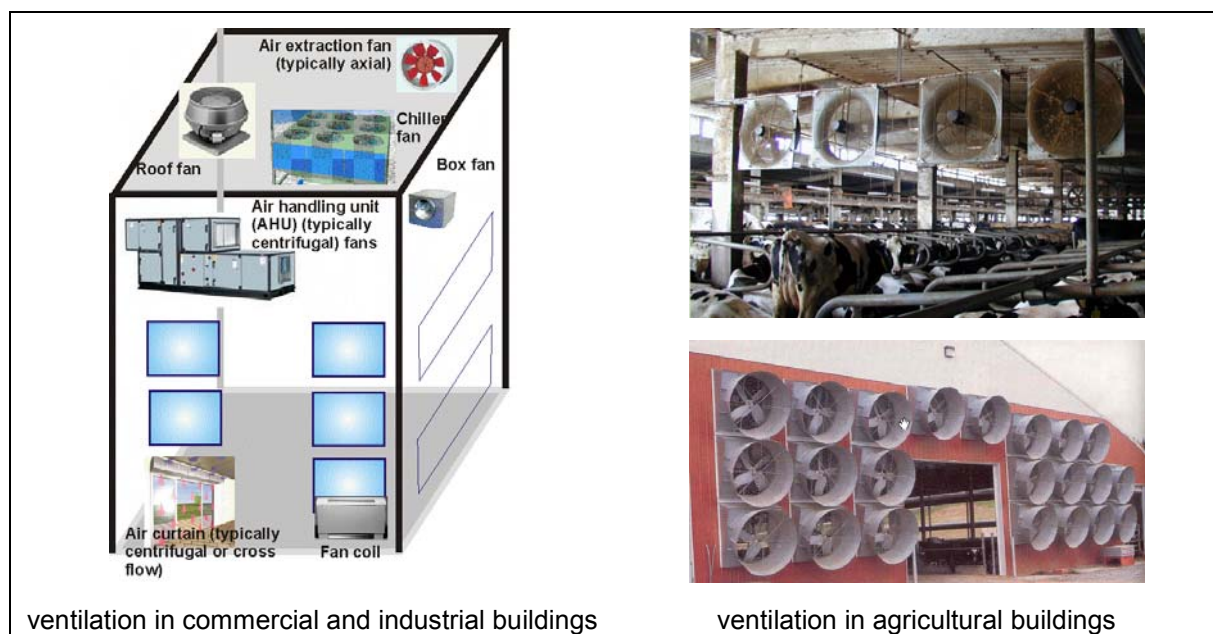 Air extraction fan
(typically axial)
Chiller
fan
Roof fan
Box fan
Air handling unit
(AHU) (typically
centrifugal) fans
Air curtain (typically
centrifugal or cross
flow)
Fan coil
ventilation in commercial and industrial buildings
ventilation in agricultural buildings